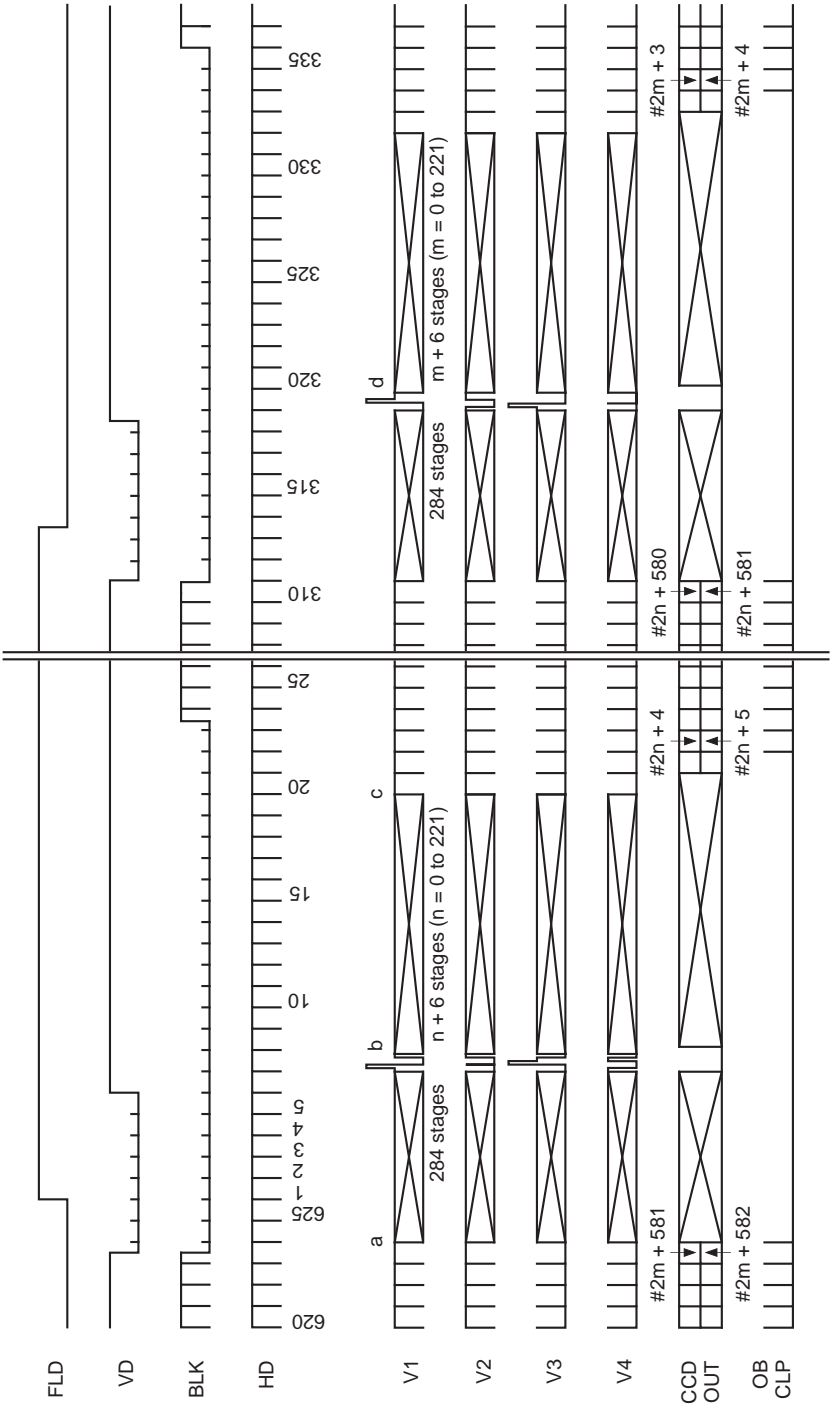 FLD
VD
BLK
HD
620
625
1
2
3
4
5
10
15
20
25
310
315
320
325
330
335
a
b
c
d
V1
284 stages
n + 6 stages (n = 0 to 221)
284 stages
m + 6 stages (m = 0 to 221)
V2
V3
V4
#2m + 581
#2n + 4
#2n + 580
#2m + 3
CCD
OUT
#2m + 582
#2n + 5
#2n + 581
#2m + 4
OB
CLP